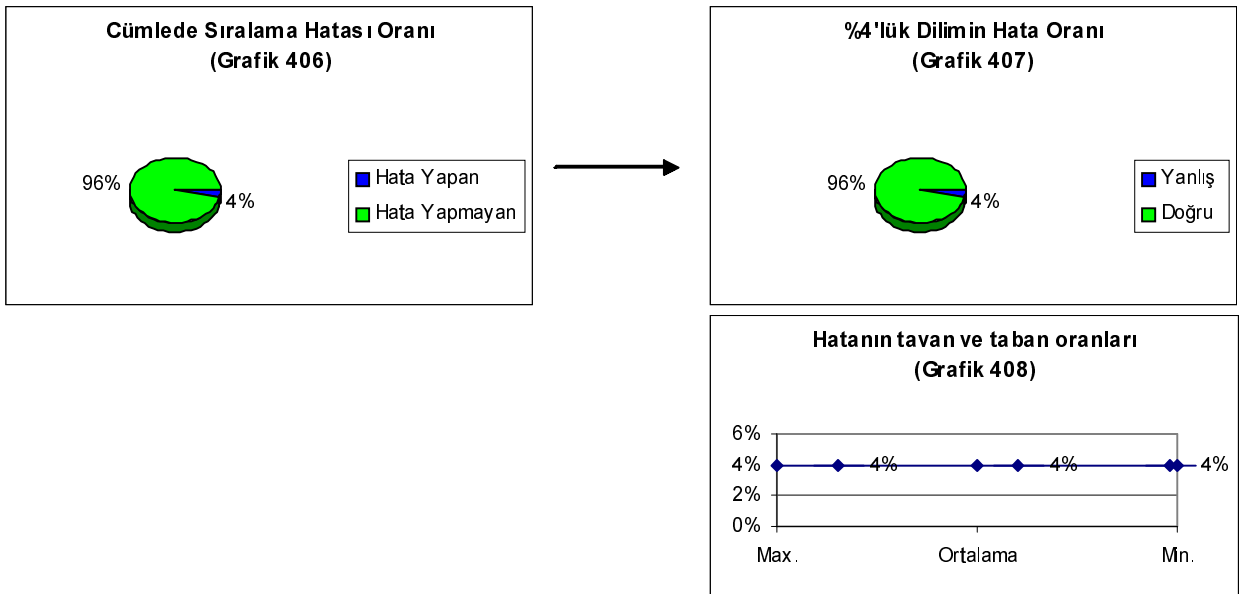 Cümlede Sıralama Hatası Oranı
(Grafik 406)
96%
4%
Hata Yapan
Hata Yapmayan
%4'lük Dilimin Hata Oranı
(Grafik 407)
96%
4%
Yanlış
Doğru
Hatanın tavan ve taban oranları
(Grafik 408)
6%
4%
2%
0%
4%
4%
4%
Max.
Ortalama
Min.